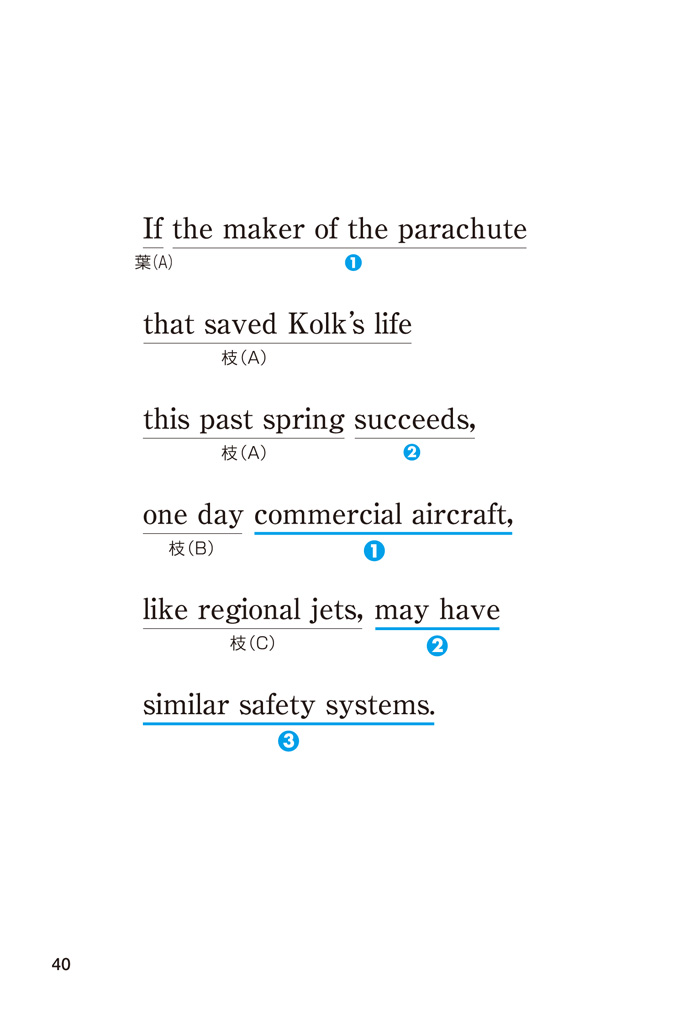 If the maker of the parachute
葉(A) ❶
that saved Kolk’s life
枝(A)
this past spring succeeds,
枝(A) ❷
one day commercial aircraft,
枝(B) ❶
like regional jets, may have
枝(C) ❷
similar safety systems.
❸
40